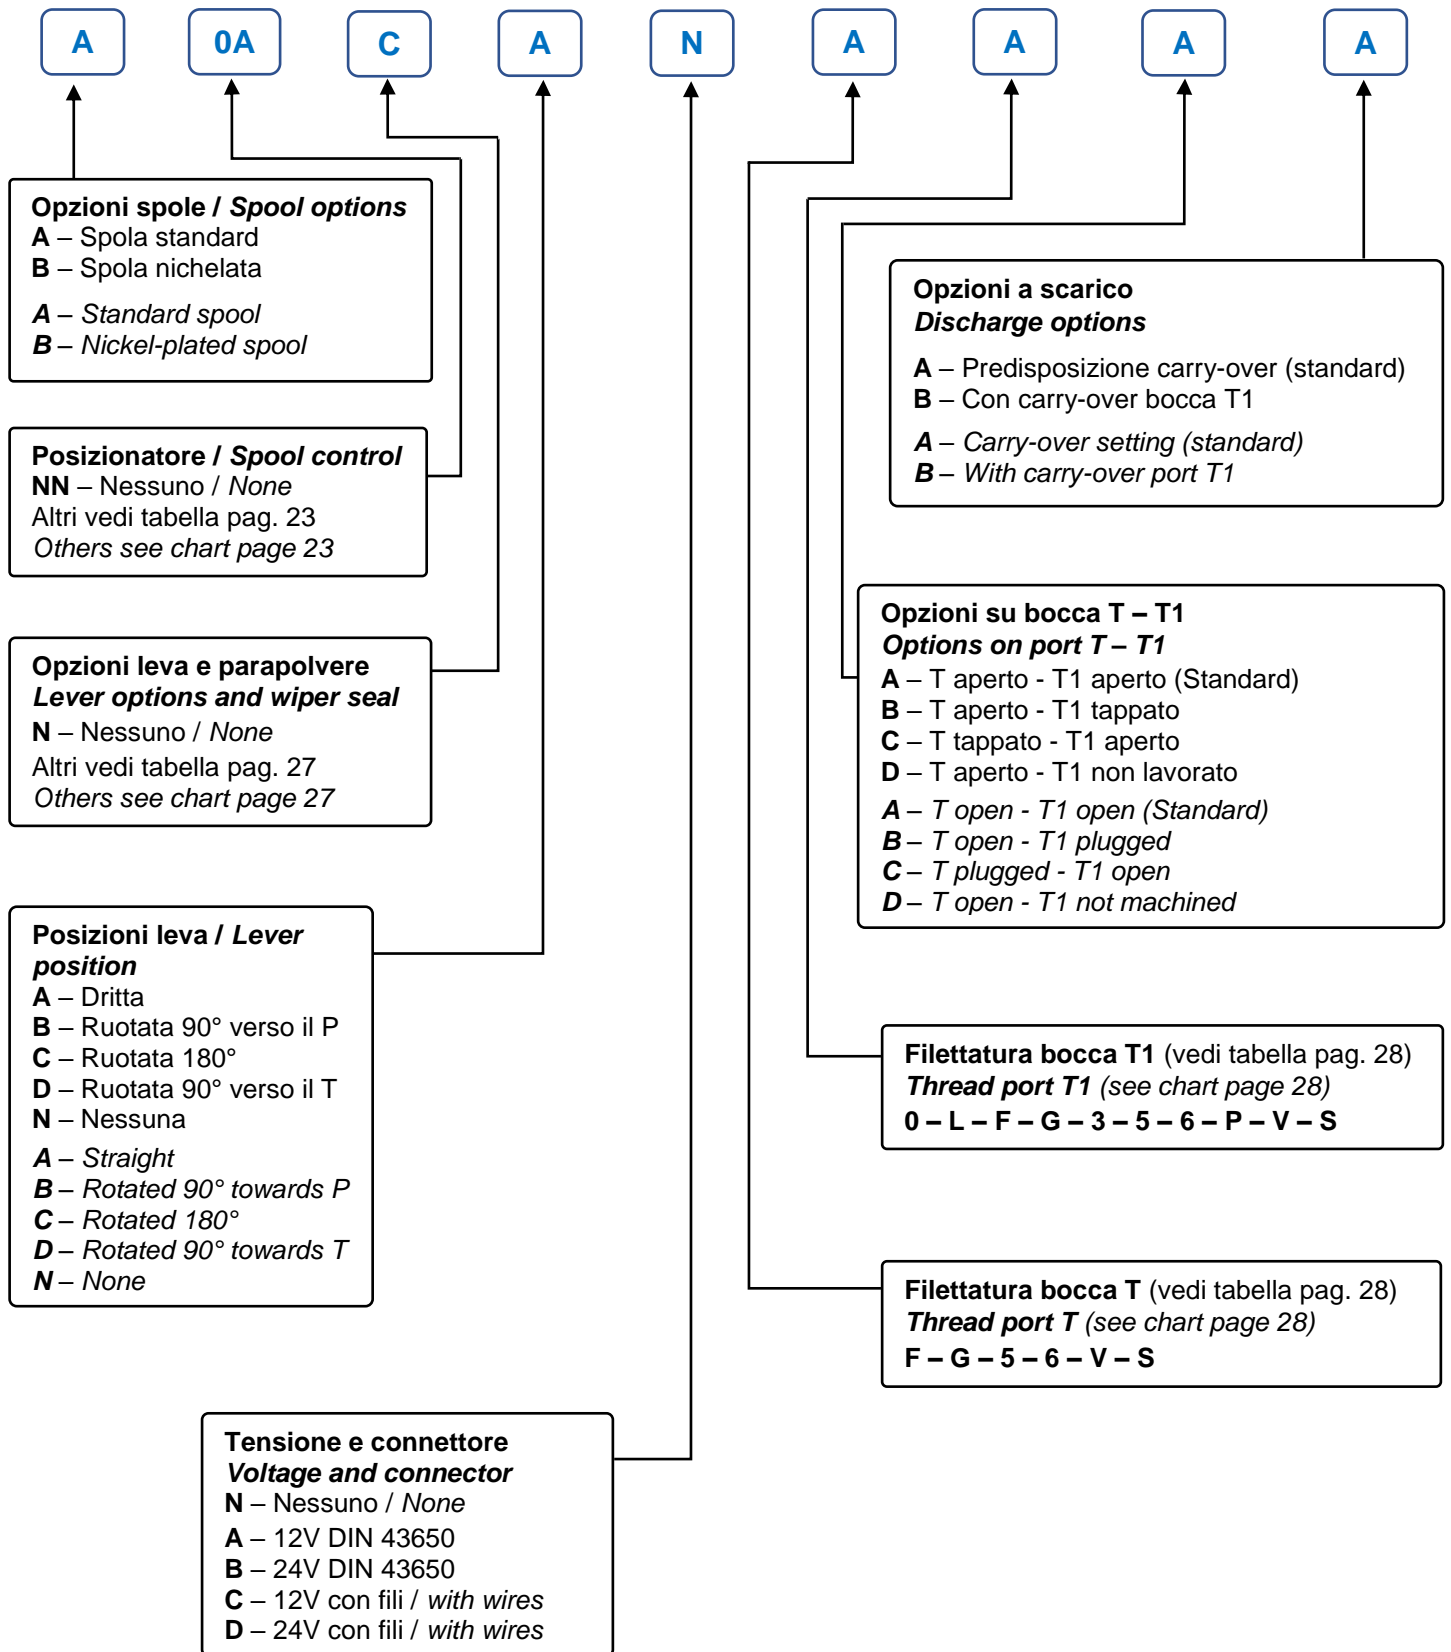 A 0A C A N A A A A
Opzioni spole / Spool options
A – Spola standard
B – Spola nichelata
A – Standard spool
B – Nickel-plated spool
Opzioni a scarico
Discharge options
A – Predisposizione carry-over (standard)
B – Con carry-over bocca T1
A – Carry-over setting (standard)
B – With carry-over port T1
Posizionatore / Spool control
NN – Nessuno / None
Altri vedi tabella pag. 23
Others see chart page 23
Opzioni su bocca T – T1
Options on port T – T1
A – T aperto - T1 aperto (Standard)
B – T aperto - T1 tappato
C – T tappato - T1 aperto
D – T aperto - T1 non lavorato
A – T open - T1 open (Standard)
B – T open - T1 plugged
C – T plugged - T1 open
D – T open - T1 not machined
Opzioni leva e parapolvere
Lever options and wiper seal
N – Nessuno / None
Altri vedi tabella pag. 27
Others see chart page 27
Posizioni leva / Lever
position
A – Dritta
B – Ruotata 90° verso il P
C – Ruotata 180°
D – Ruotata 90° verso il T
N – Nessuna
A – Straight
B – Rotated 90° towards P
C – Rotated 180°
D – Rotated 90° towards T
N – None
Filettatura bocca T1 (vedi tabella pag. 28)
Thread port T1 (see chart page 28)
0 – L – F – G – 3 – 5 – 6 – P – V – S
Filettatura bocca T (vedi tabella pag. 28)
Thread port T (see chart page 28)
F – G – 5 – 6 – V – S
Tensione e connettore
Voltage and connector
N – Nessuno / None
A – 12V DIN 43650
B – 24V DIN 43650
C – 12V con fili / with wires
D – 24V con fili / with wires